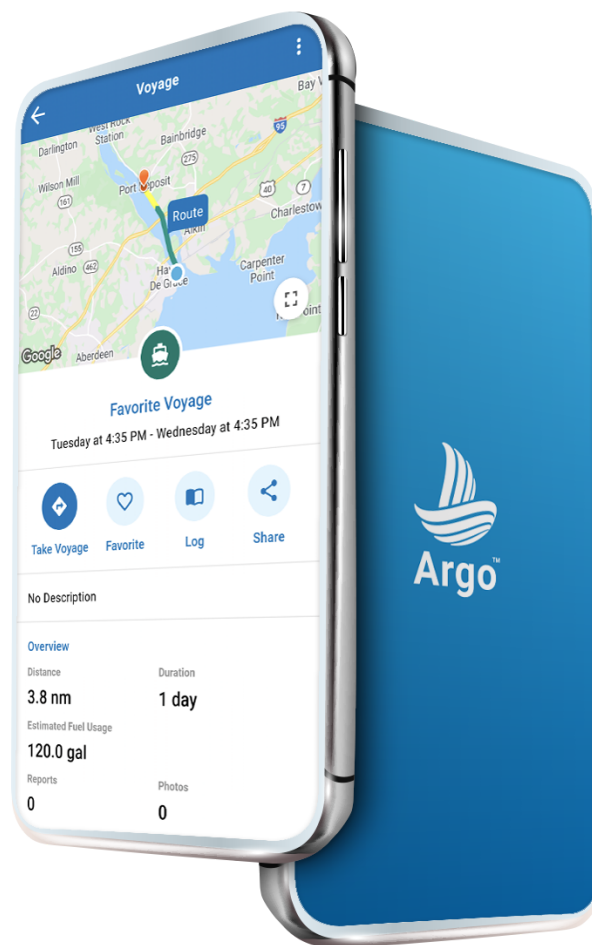 Voyage
Bay V
West Rock
Station
Darlington
Bainbridge
95
275
Wilson Mill
Port Deposit
161
40
7
Route
Charlestow
Aikin
155
Aldino
462
De Grace
Carpenter
Point
22
Google
Aberdeen
Favorite Voyage
Tuesday at 4:35 PM - Wednesday at 4:35 PM
Take Voyage
Favorite
Log
Share
No Description
Overview
Distance
Duration
3.8 nm
1 day
Estimated Fuel Usage
120.0 gal
Reports
Photos
0
0
Argo™